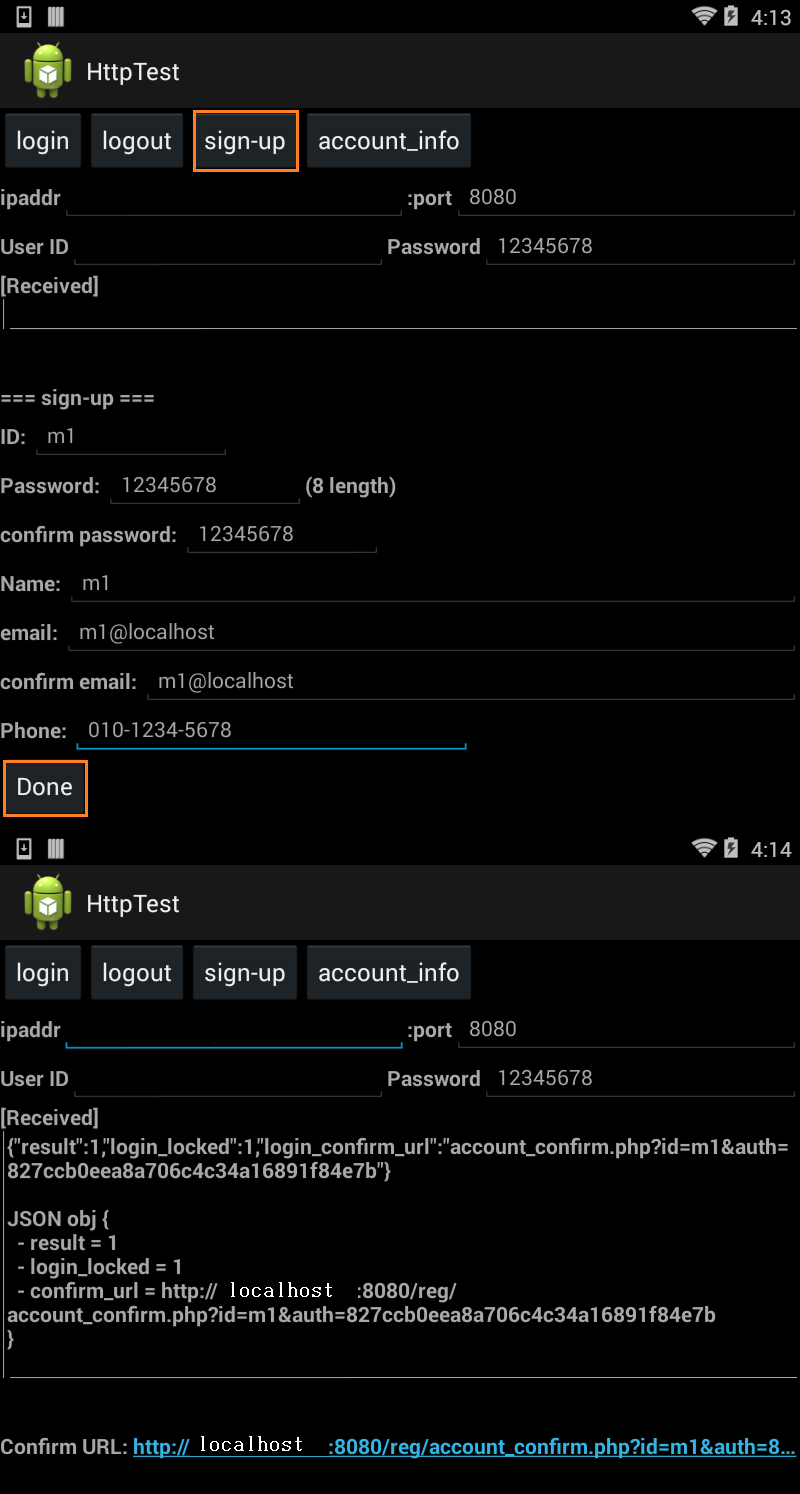 4:13
HttpTest
login logout sign-up account_info
ipaddr :port 8080
User ID Password 12345678
[Received]
=== sign-up ===
ID: m1
Password: 12345678 (8 length)
confirm password: 12345678
Name: m1
email: m1@localhost
confirm email: m1@localhost
Phone: 010-1234-5678
Done
4:14
HttpTest
login logout sign-up account_info
ipaddr :port 8080
User ID Password 12345678
[Received]
{"result":1,"login_locked":1,"login_confirm_url":"account_confirm.php?id=m1&auth=
827ccb0eea8a706c4c34a16891f84e7b"}
JSON obj {
- result = 1
- login_locked = 1
- confirm_url = http:// localhost :8080/reg/
account_confirm.php?id=m1&auth=827ccb0eea8a706c4c34a16891f84e7b
}
Confirm URL: http:// localhost :8080/reg/account_confirm.php?id=m1&auth=8...